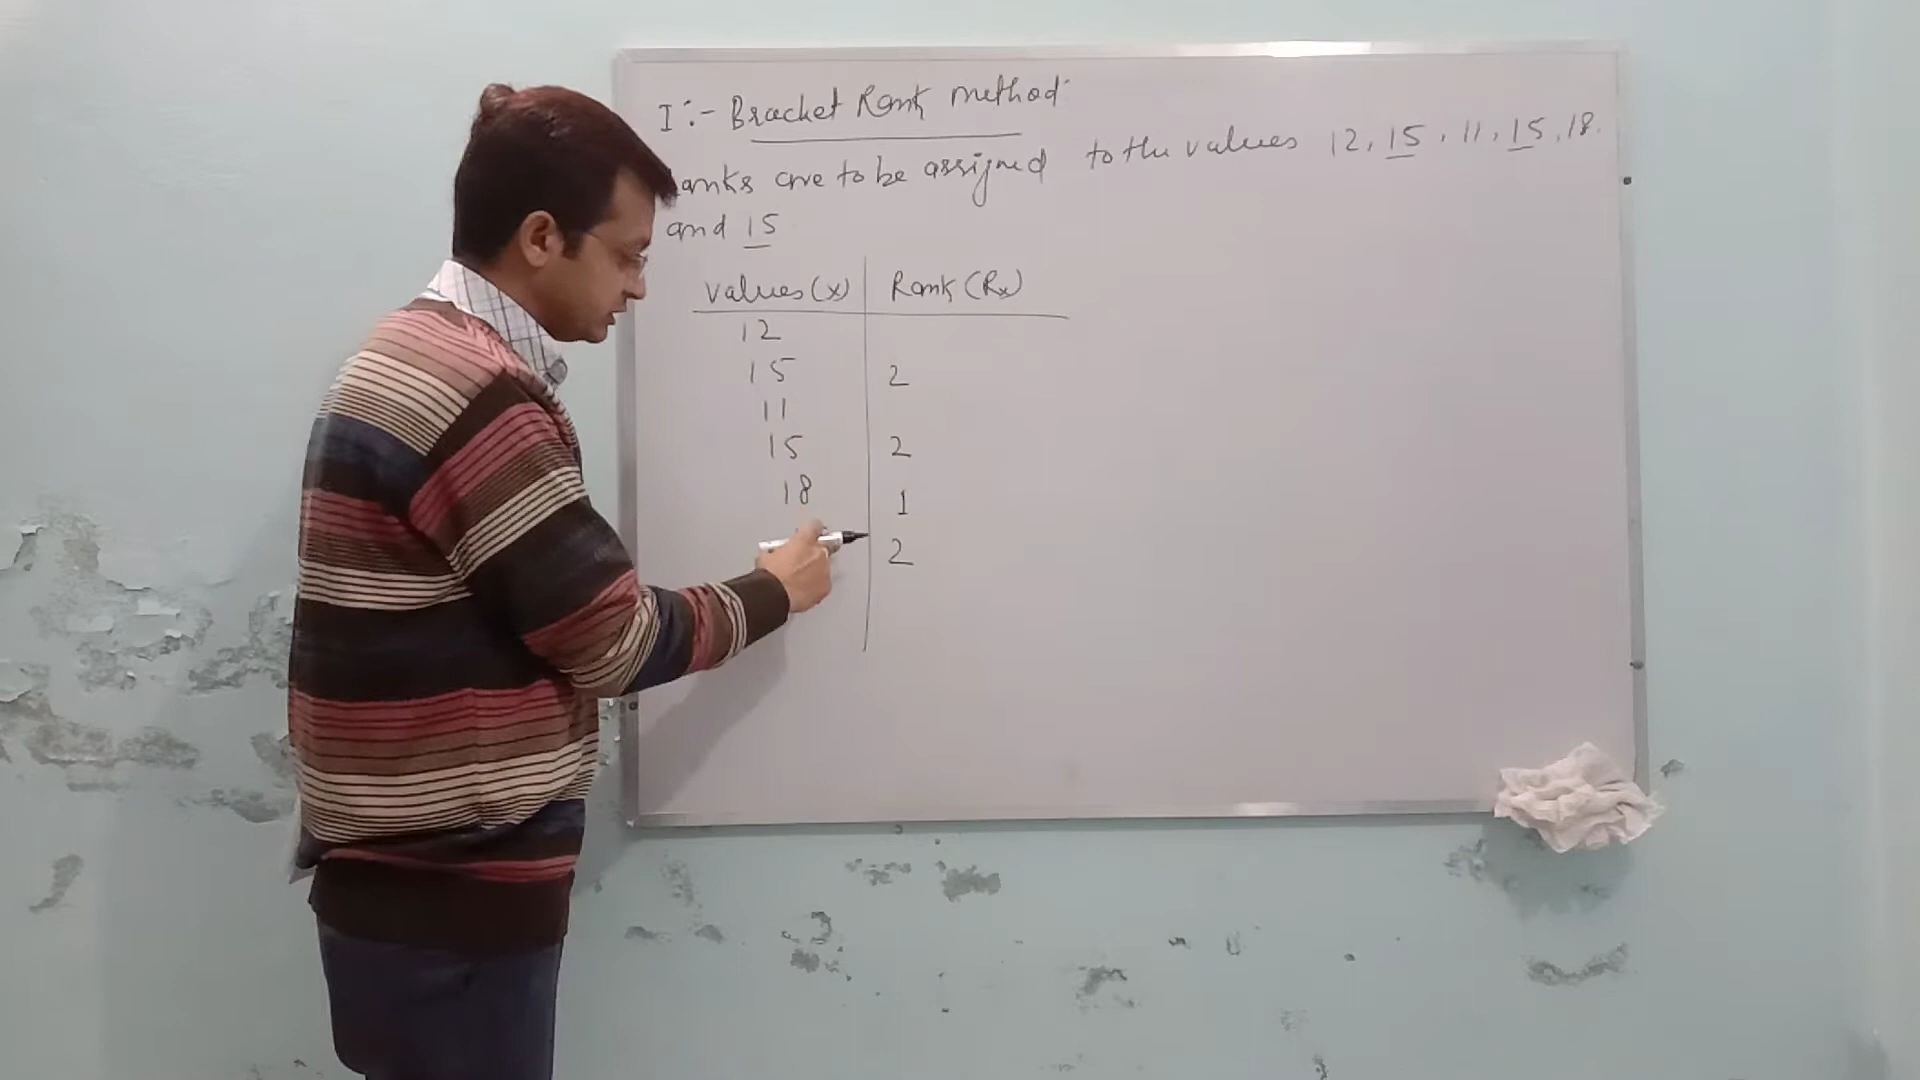 I :- Bracket Rank method
anks are to be assigned to the values 12, 15, 11, 15, 18.
and 15
values (x) Rank (Rx)
12
15 2
11
15 2
18 1
2